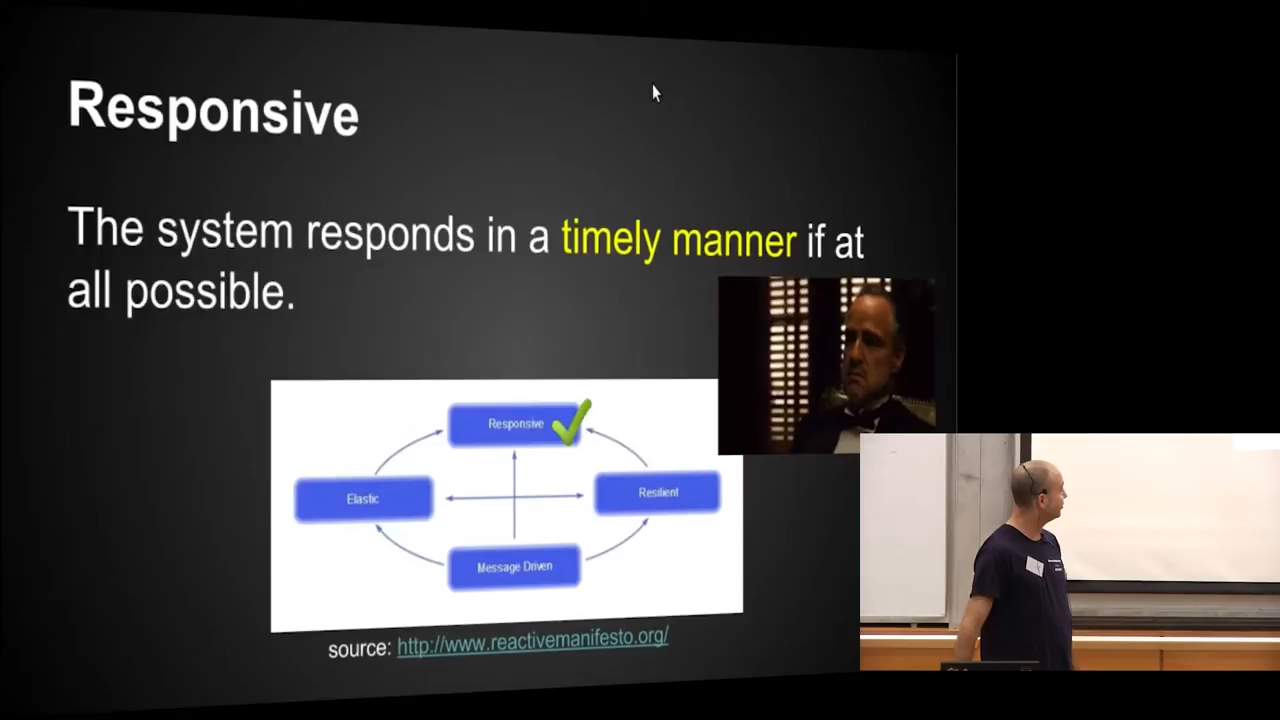 Responsive
The system responds in a timely manner if at
all possible.
Responsive
Elastic
Resilient
Message Driven
source: http://www.reactivemanifesto.org/